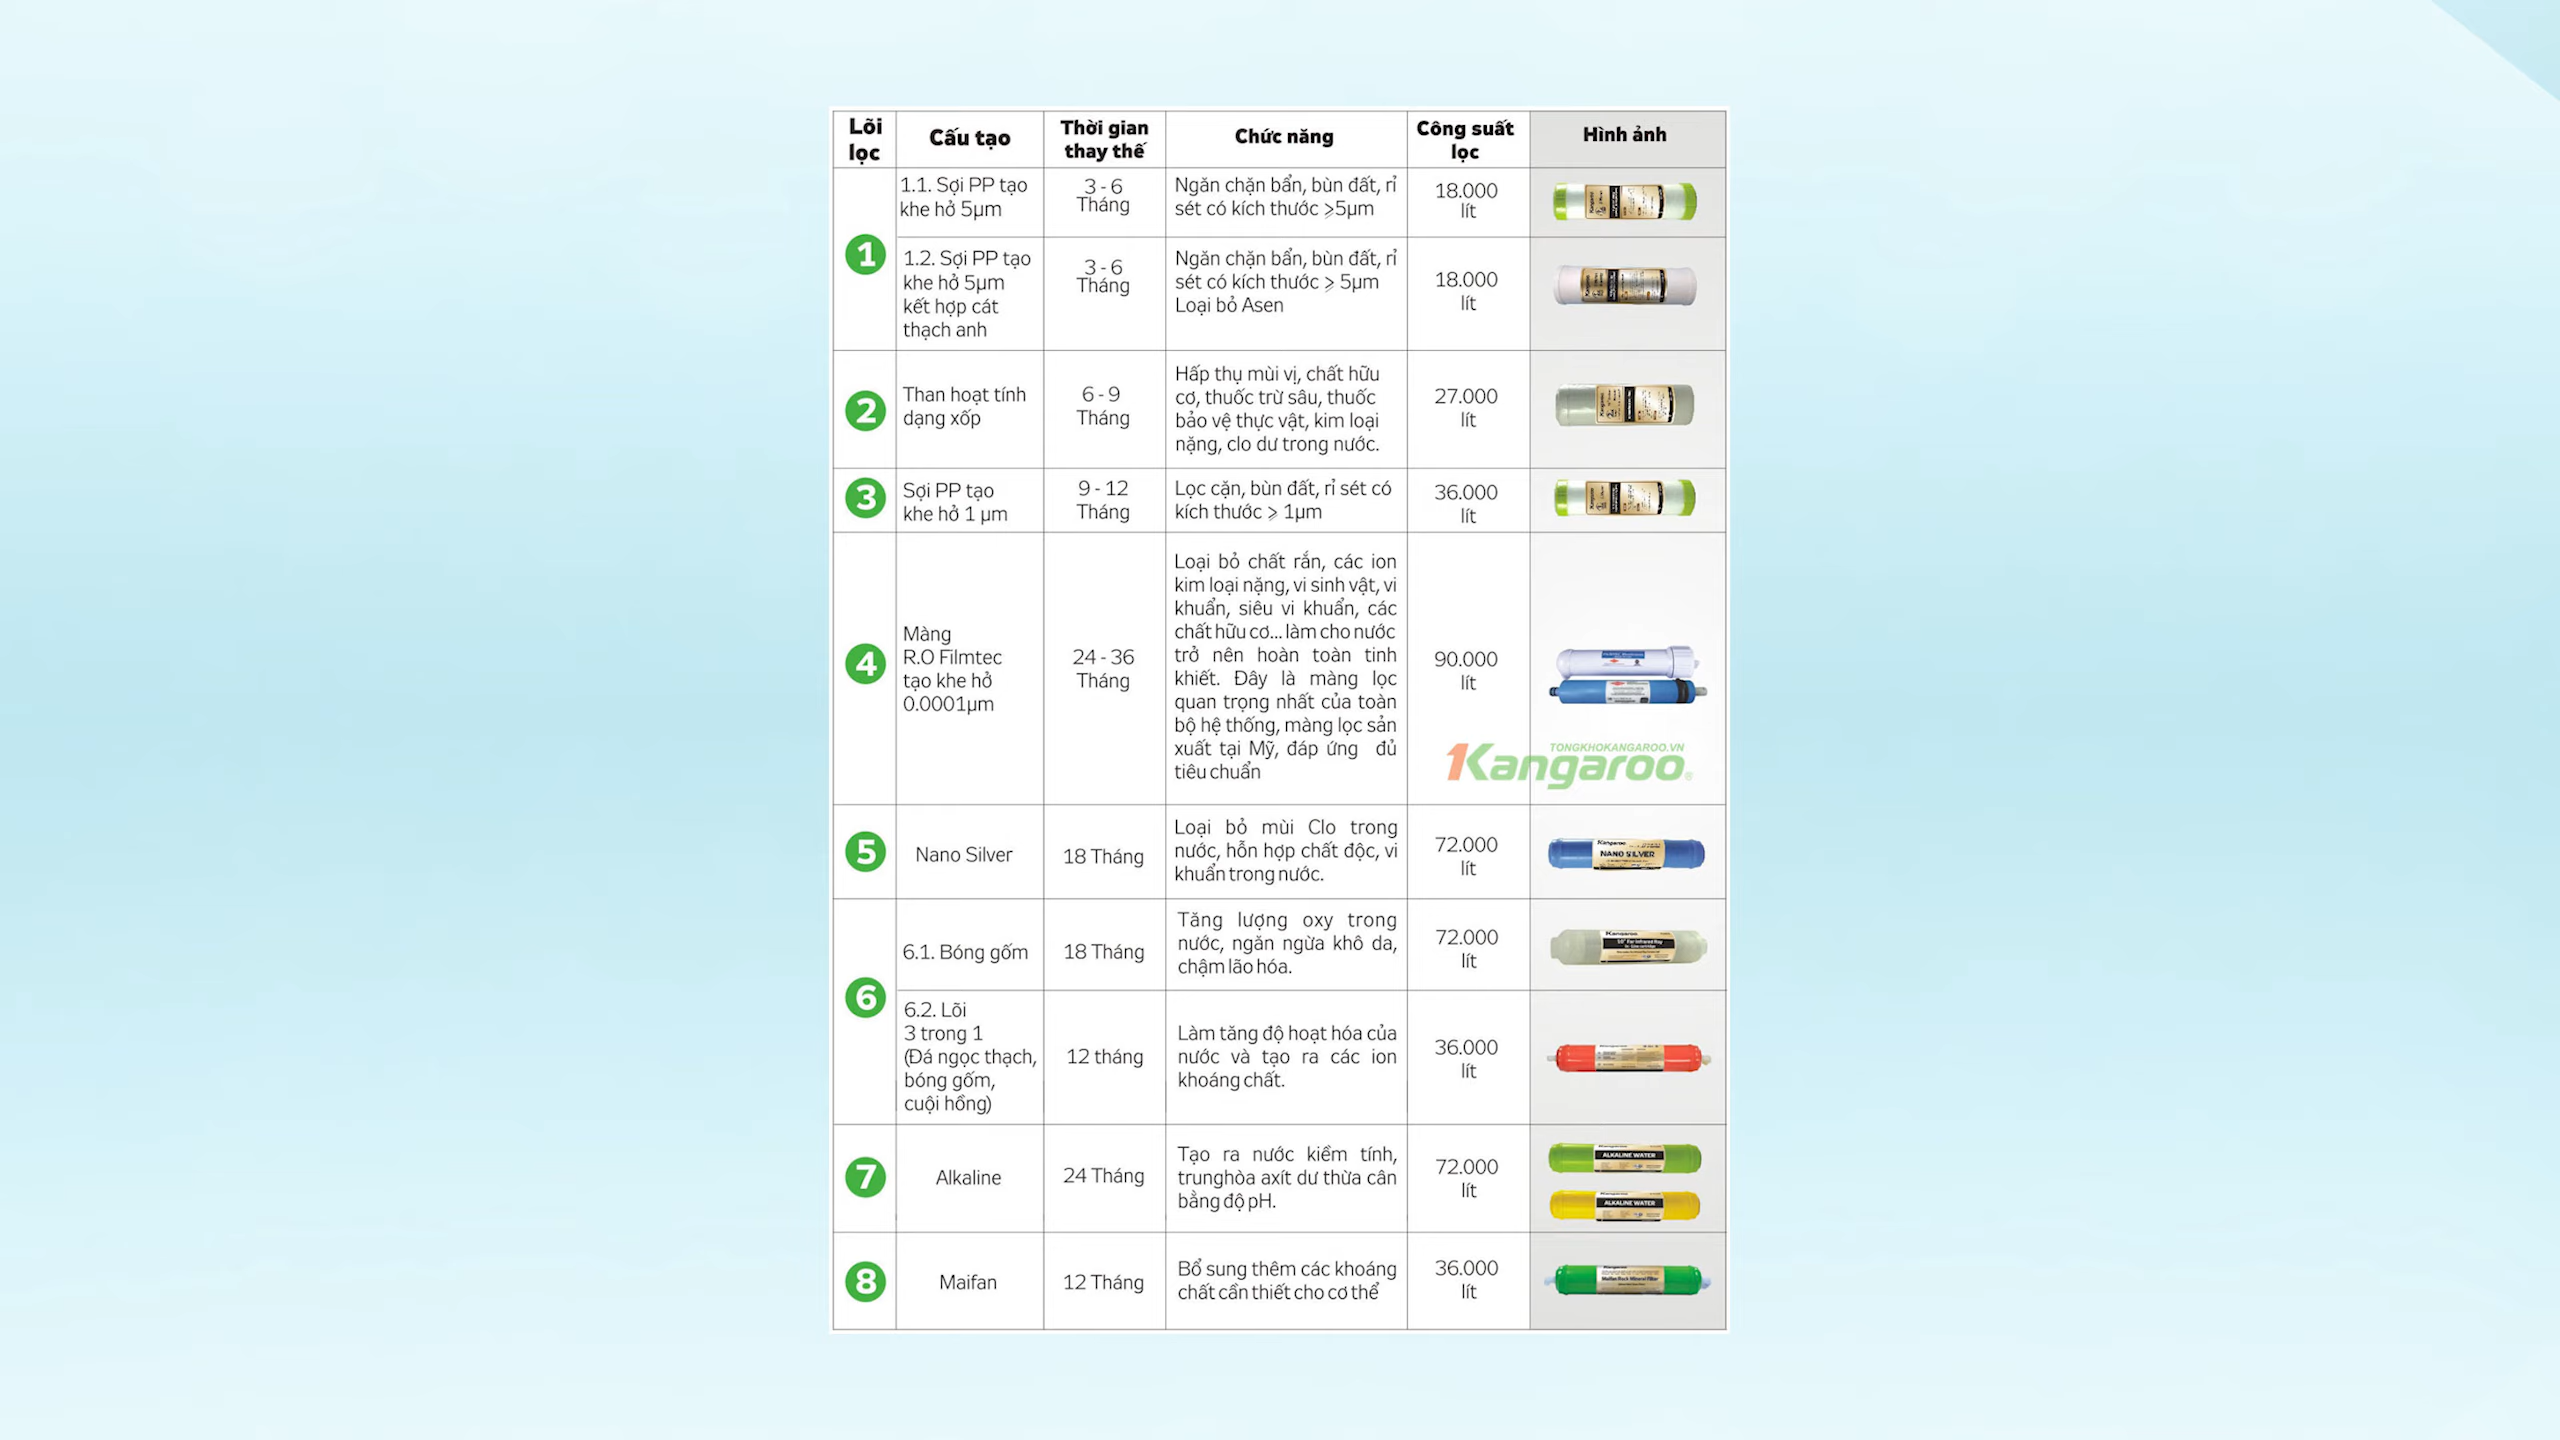 Lõi
lọc
Cấu tạo
Thời gian
thay thế
Chức năng
Công suất
lọc
Hình ảnh
1
1.1. Sợi PP tạo
khe hở 5µm
3 - 6
Tháng
Ngăn chặn bẩn, bùn đất, rỉ
sét có kích thước ⩾5µm
18.000
lít
1.2. Sợi PP tạo
khe hở 5µm
kết hợp cát
thạch anh
3 - 6
Tháng
Ngăn chặn bẩn, bùn đất, rỉ
sét có kích thước ⩾ 5µm
Loại bỏ Asen
18.000
lít
2
Than hoạt tính
dạng xốp
6 - 9
Tháng
Hấp thụ mùi vị, chất hữu
cơ, thuốc trừ sâu, thuốc
bảo vệ thực vật, kim loại
nặng, clo dư trong nước.
27.000
lít
3
Sợi PP tạo
khe hở 1 µm
9 - 12
Tháng
Lọc cặn, bùn đất, rỉ sét có
kích thước ⩾ 1µm
36.000
lít
4
Màng
R.O Filmtec
tạo khe hở
0.0001µm
24 - 36
Tháng
Loại bỏ chất rắn, các ion
kim loại nặng, vi sinh vật, vi
khuẩn, siêu vi khuẩn, các
chất hữu cơ... làm cho nước
trở nên hoàn toàn tinh
khiết. Đây là màng lọc
quan trọng nhất của toàn
bộ hệ thống, màng lọc sản
xuất tại Mỹ, đáp ứng đủ
tiêu chuẩn
90.000
lít
TONGKHOKANGAROO.VN
1Kangaroo®
5
Nano Silver
18 Tháng
Loại bỏ mùi Clo trong
nước, hỗn hợp chất độc, vi
khuẩn trong nước.
72.000
lít
Kangaroo
NANO SILVER
6
6.1. Bóng gốm
18 Tháng
Tăng lượng oxy trong
nước, ngăn ngừa khô da,
chậm lão hóa.
72.000
lít
Kangaroo
10" Far Infrared Ray
6.2. Lõi
3 trong 1
(Đá ngọc thạch,
bóng gốm,
cuội hồng)
12 tháng
Làm tăng độ hoạt hóa của
nước và tạo ra các ion
khoáng chất.
36.000
lít
7
Alkaline
24 Tháng
Tạo ra nước kiềm tính,
trunghòa axít dư thừa cân
bằng độ pH.
72.000
lít
Kangaroo
ALKALINE WATER
Kangaroo
ALKALINE WATER
8
Maifan
12 Tháng
Bổ sung thêm các khoáng
chất cần thiết cho cơ thể
36.000
lít
Kangaroo
Maifan Rock Mineral Filter